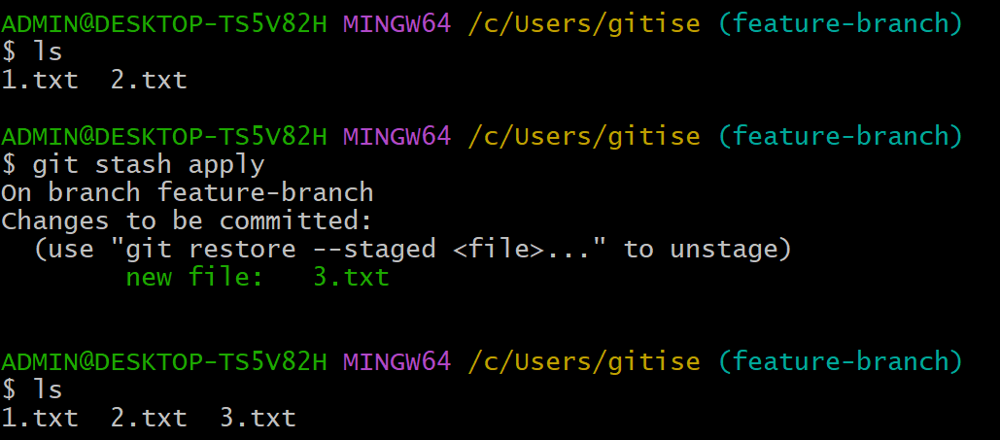 ADMIN@DESKTOP-TS5V82H MINGW64 /c/Users/gitise (feature-branch)
$ ls
1.txt  2.txt

ADMIN@DESKTOP-TS5V82H MINGW64 /c/Users/gitise (feature-branch)
$ git stash apply
On branch feature-branch
Changes to be committed:
  (use "git restore --staged <file>..." to unstage)
        new file:   3.txt

ADMIN@DESKTOP-TS5V82H MINGW64 /c/Users/gitise (feature-branch)
$ ls
1.txt  2.txt  3.txt